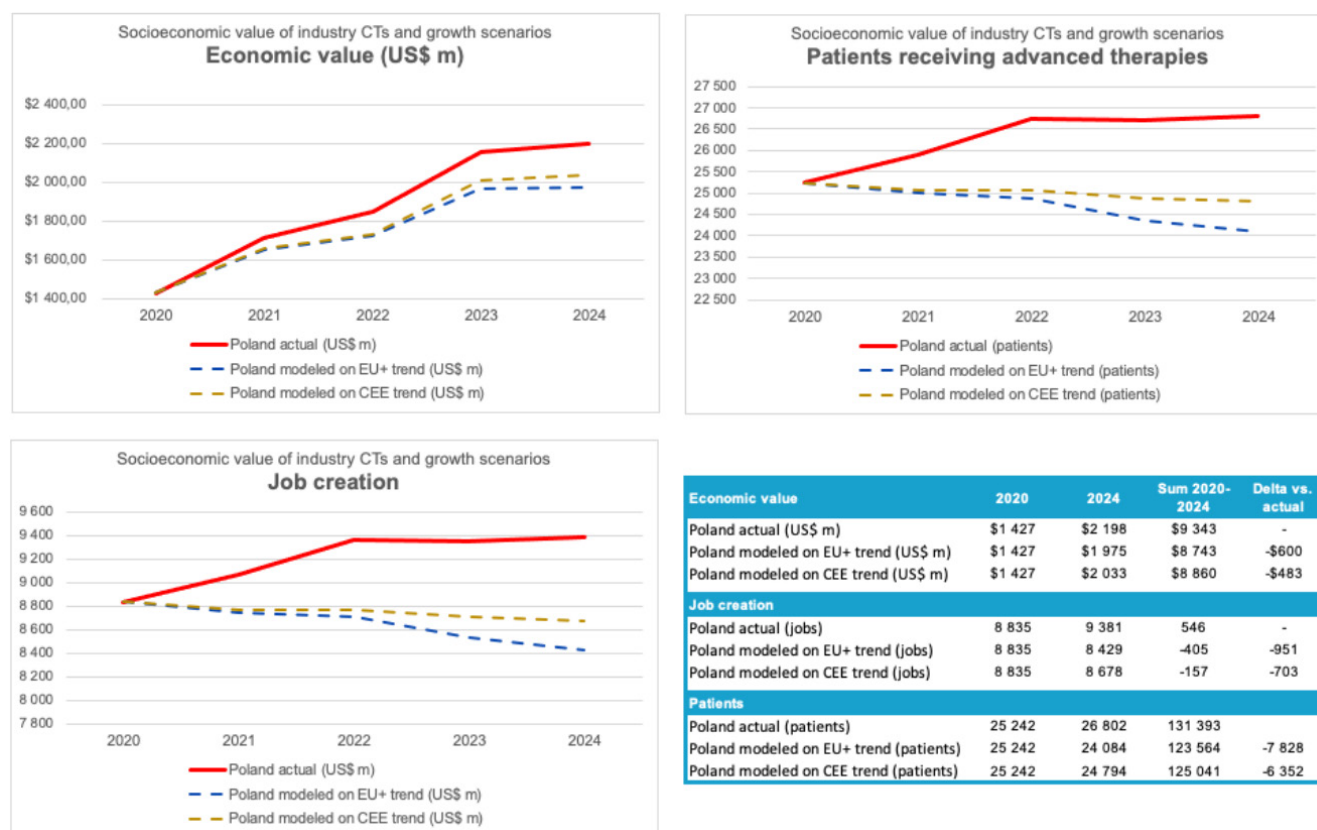 Socioeconomic value of industry CTs and growth scenarios
Economic value (US$ m)
$2 400,00
$2 200,00
$2 000,00
$1 800,00
$1 600,00
$1 400,00
2020 2021 2022 2023 2024
Poland actual (US$ m)
Poland modeled on EU+ trend (US$ m)
Poland modeled on CEE trend (US$ m)
Socioeconomic value of industry CTs and growth scenarios
Patients receiving advanced therapies
27 500
27 000
26 500
26 000
25 500
25 000
24 500
24 000
23 500
23 000
22 500
2020 2021 2022 2023 2024
Poland actual (patients)
Poland modeled on EU+ trend (patients)
Poland modeled on CEE trend (patients)
Socioeconomic value of industry CTs and growth scenarios
Job creation
9 600
9 400
9 200
9 000
8 800
8 600
8 400
8 200
8 000
7 800
2020 2021 2022 2023 2024
Poland actual (US$ m)
Poland modeled on EU+ trend (US$ m)
Poland modeled on CEE trend (US$ m)
Economic value 2020 2024 Sum 2020-2024 Delta vs. actual
Poland actual (US$ m) $1 427 $2 198 $9 343 -
Poland modeled on EU+ trend (US$ m) $1 427 $1 975 $8 743 -$600
Poland modeled on CEE trend (US$ m) $1 427 $2 033 $8 860 -$483
Job creation
Poland actual (jobs) 8 835 9 381 546 -
Poland modeled on EU+ trend (jobs) 8 835 8 429 -405 -951
Poland modeled on CEE trend (jobs) 8 835 8 678 -157 -703
Patients
Poland actual (patients) 25 242 26 802 131 393
Poland modeled on EU+ trend (patients) 25 242 24 084 123 564 -7 828
Poland modeled on CEE trend (patients) 25 242 24 794 125 041 -6 352